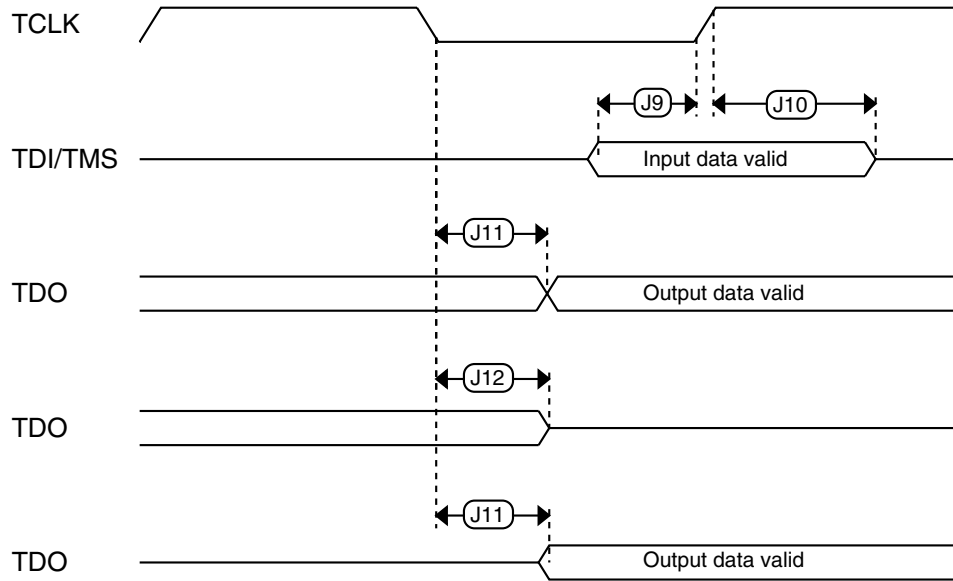 TCLK
J9
J10
TDI/TMS
Input data valid
J11
TDO
Output data valid
J12
TDO
J11
TDO
Output data valid